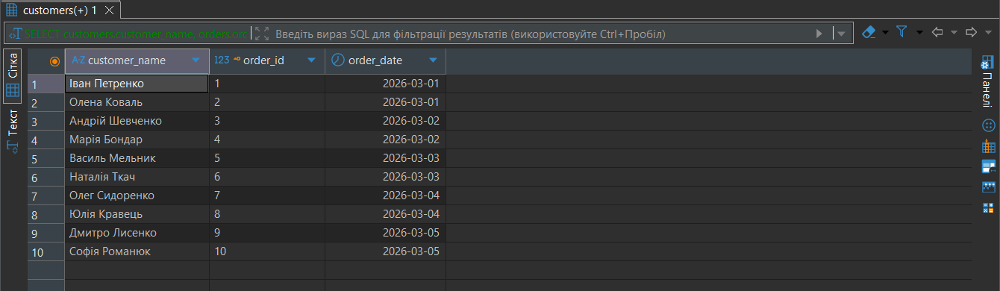 customers(+) 1
SELECT customers.customer_name, orders.orc
Введіть вираз SQL для фільтрації результатів (використовуйте Ctrl+Пробіл)
Сітка
Текст
A-Z customer_name 123 order_id order_date
1 Іван Петренко 1 2026-03-01
2 Олена Коваль 2 2026-03-01
3 Андрій Шевченко 3 2026-03-02
4 Марія Бондар 4 2026-03-02
5 Василь Мельник 5 2026-03-03
6 Наталія Ткач 6 2026-03-03
7 Олег Сидоренко 7 2026-03-04
8 Юлія Кравець 8 2026-03-04
9 Дмитро Лисенко 9 2026-03-05
10 Софія Романюк 10 2026-03-05
Панелі